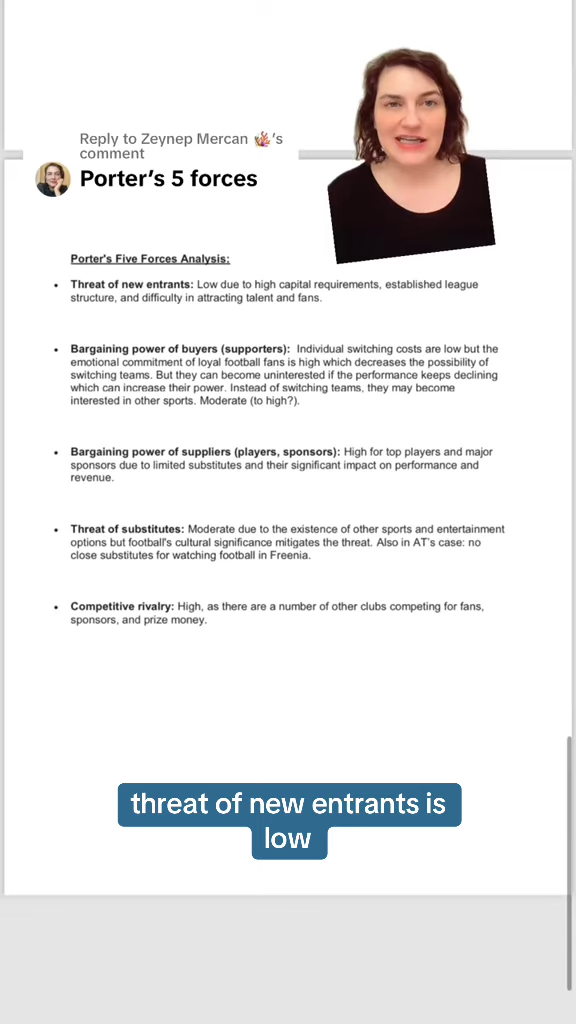 Reply to Zeynep Mercan 🪸's
comment
Porter's 5 forces
Porter's Five Forces Analysis:
• Threat of new entrants: Low due to high capital requirements, established league
structure, and difficulty in attracting talent and fans.
• Bargaining power of buyers (supporters): Individual switching costs are low but the
emotional commitment of loyal football fans is high which decreases the possibility of
switching teams. But they can become uninterested if the performance keeps declining
which can increase their power. Instead of switching teams, they may become
interested in other sports. Moderate (to high?).
• Bargaining power of suppliers (players, sponsors): High for top players and major
sponsors due to limited substitutes and their significant impact on performance and
revenue.
• Threat of substitutes: Moderate due to the existence of other sports and entertainment
options but football's cultural significance mitigates the threat. Also in AT's case: no
close substitutes for watching football in Freenia.
• Competitive rivalry: High, as there are a number of other clubs competing for fans,
sponsors, and prize money.
threat of new entrants is
low